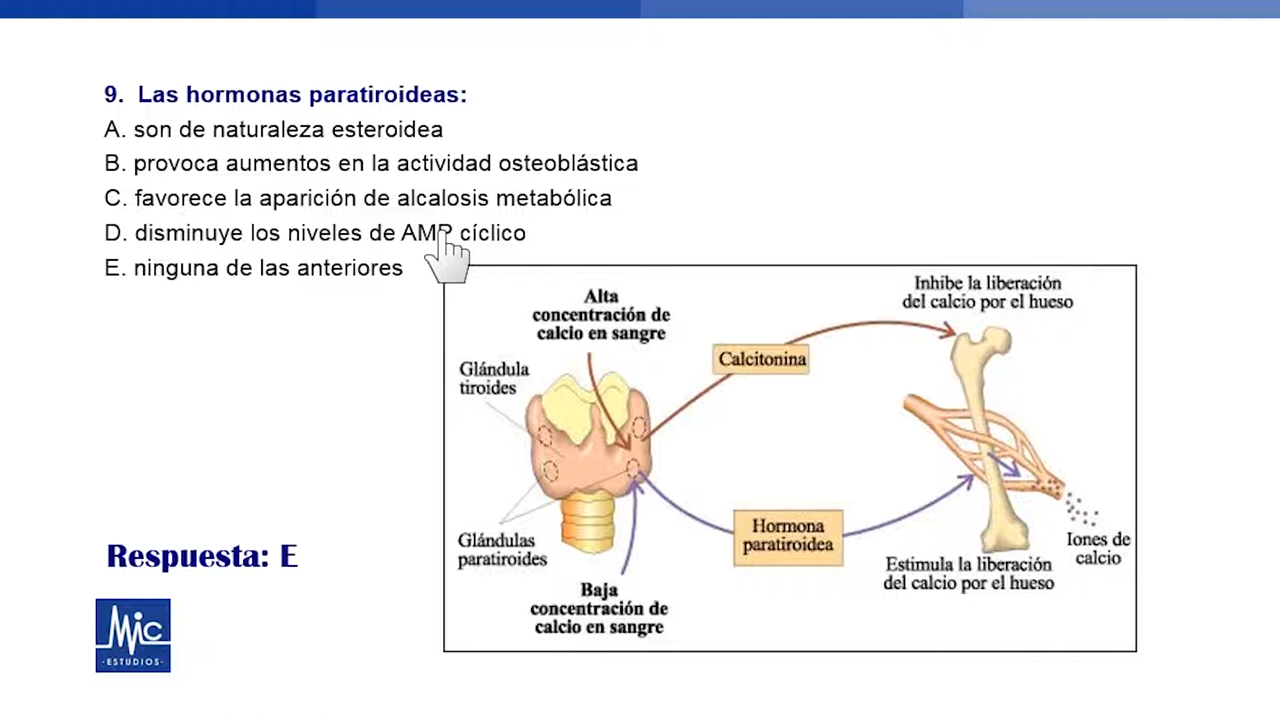 9. Las hormonas paratiroideas:
A. son de naturaleza esteroidea
B. provoca aumentos en la actividad osteoblástica
C. favorece la aparición de alcalosis metabólica
D. disminuye los niveles de AMP cíclico
E. ninguna de las anteriores
Alta
concentración de
calcio en sangre
Inhibe la liberación
del calcio por el hueso
Calcitonina
Glándula
tiroides
Glándulas
paratiroides
Hormona
paratiroidea
Baja
concentración de
calcio en sangre
Estimula la liberación
del calcio por el hueso
Iones de
calcio
Respuesta: E
Mic
·ESTUDIOS·